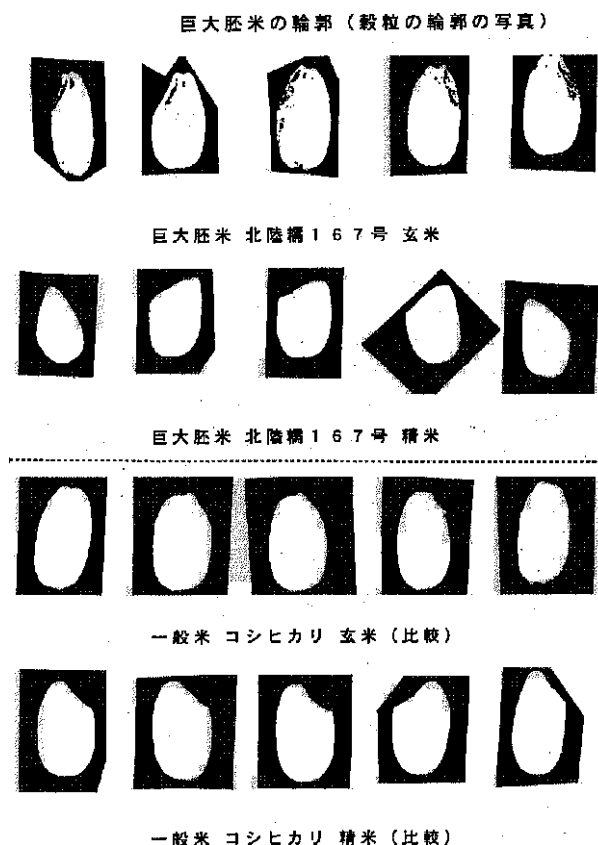 巨大胚米の輪郭（穀粒の輪郭の写真）
巨大胚米 北陸糯１６７号 玄米
巨大胚米 北陸糯１６７号 精米
一般米 コシヒカリ 玄米（比較）
一般米 コシヒカリ 精米（比較）